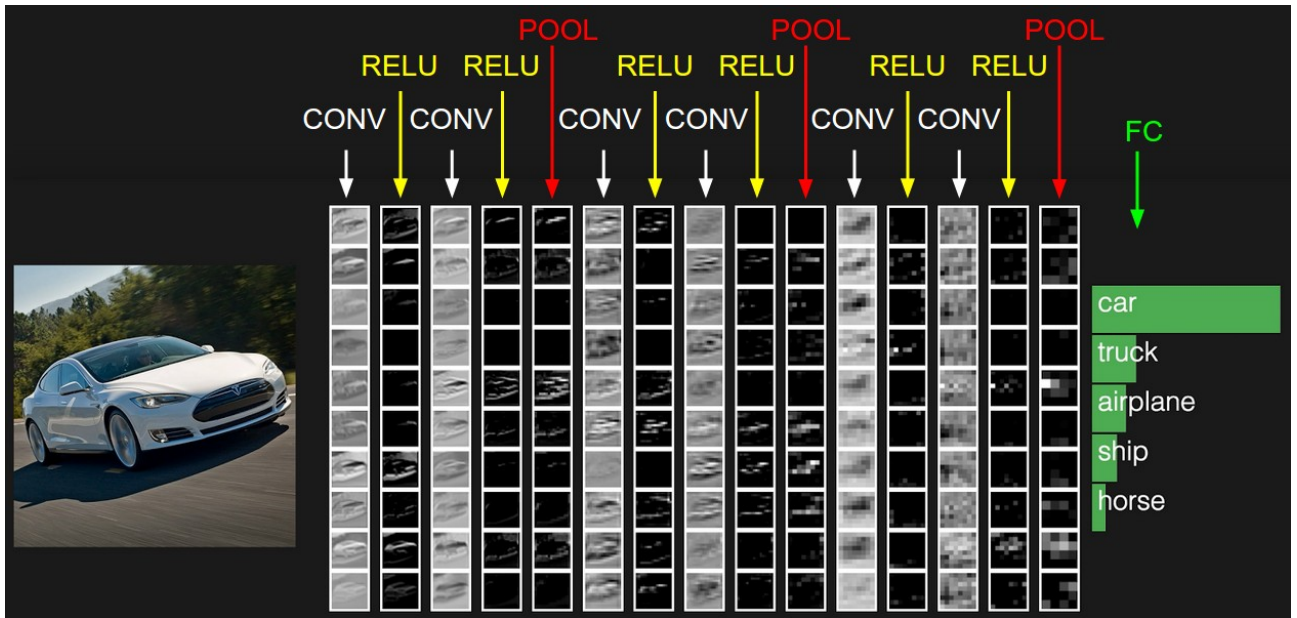 POOL POOL POOL
RELU RELU RELU RELU RELU RELU
CONV CONV CONV CONV CONV CONV
FC
car
truck
airplane
ship
horse